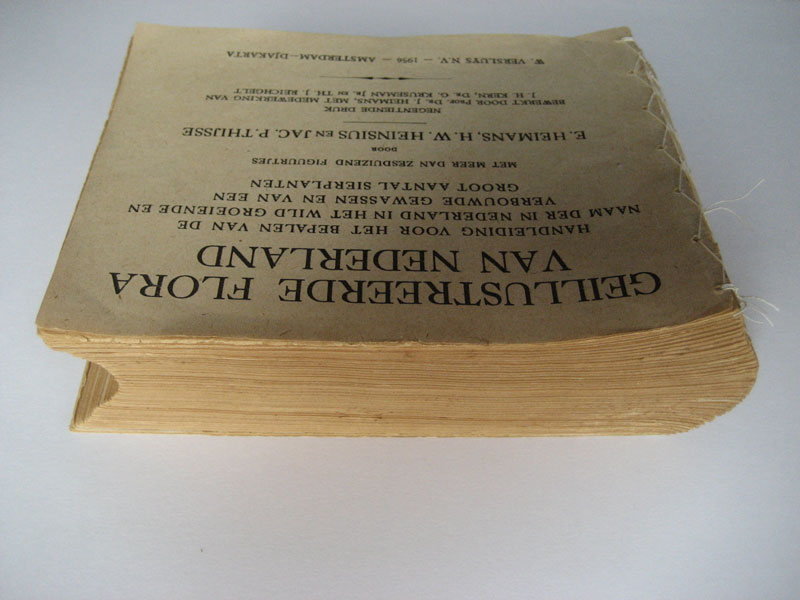 GEILLUSTREERDE FLORA
VAN NEDERLAND
HANDLEIDING VOOR HET BEPALEN VAN DE
NAAM DER IN NEDERLAND IN HET WILD GROEIENDE EN
VERBOUWDE GEWASSEN EN VAN EEN
GROOT AANTAL SIERPLANTEN
MET MEER DAN ZESDUIZEND FIGUURTJES
DOOR
E. HEIMANS, H. W. HEINSIUS EN JAC. P. THIJSSE
NEGENTIENDE DRUK
BEWERKT DOOR PROF. DR. J. HEIMANS, MET MEDEWERKING VAN
J. H. KERN, DR. G. KRUSEMAN JR. EN TH. J. REICHGELT
W. VERSLUYS N.V. — 1956 — AMSTERDAM—DJAKARTA